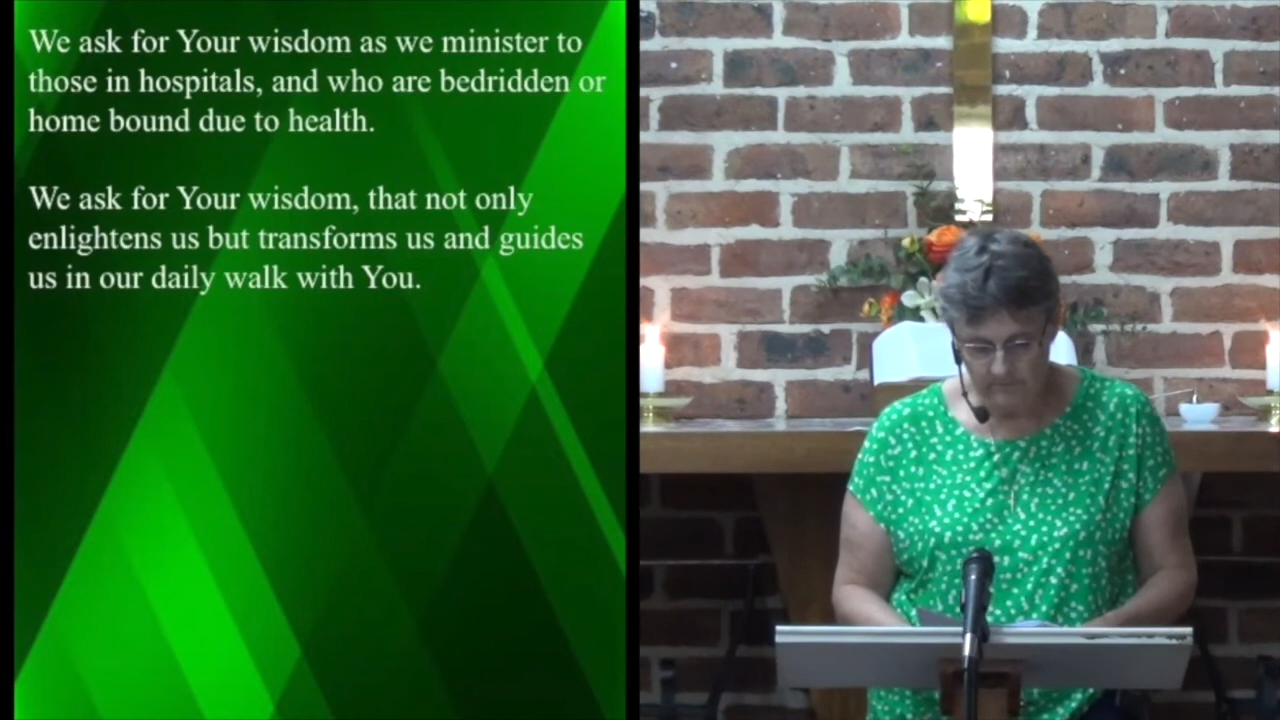 We ask for Your wisdom as we minister to
those in hospitals, and who are bedridden or
home bound due to health.
We ask for Your wisdom, that not only
enlightens us but transforms us and guides
us in our daily walk with You.